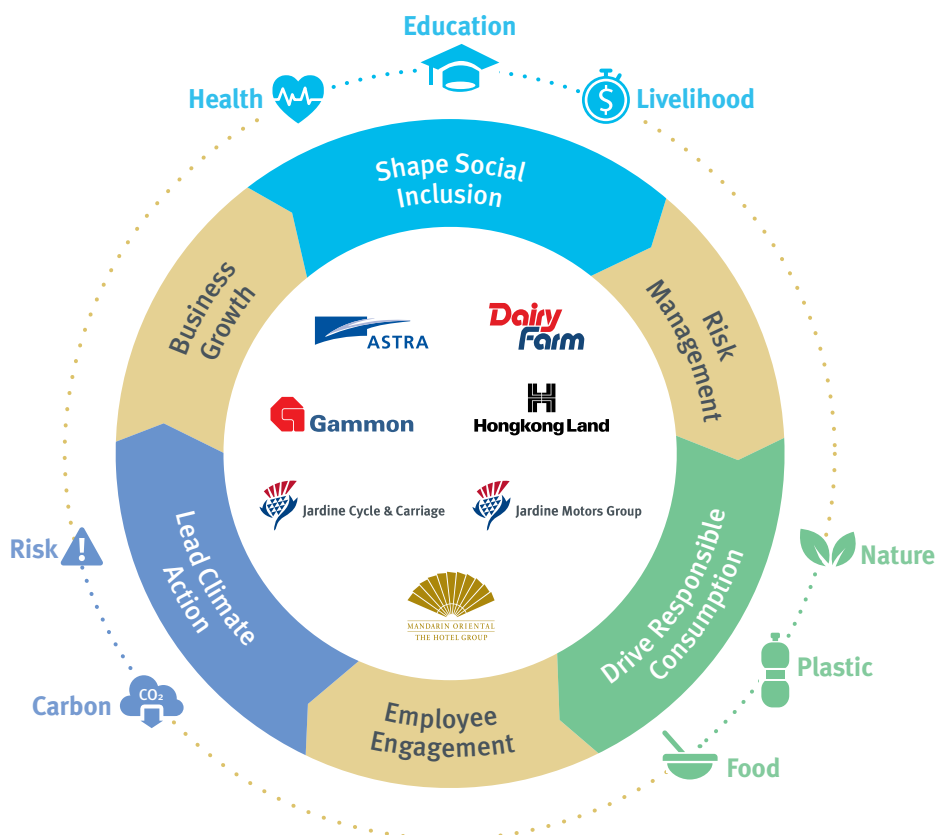 Education
Health
Livelihood
Shape Social
Inclusion
Business
Growth
Risk
Management
ASTRA
Dairy
Farm
Gammon
Hongkong Land
Jardine Cycle & Carriage
Jardine Motors Group
MANDARIN ORIENTAL
THE HOTEL GROUP
Lead Climate
Action
Drive Responsible
Consumption
Employee
Engagement
Risk
Carbon
CO₂
Nature
Plastic
Food
$